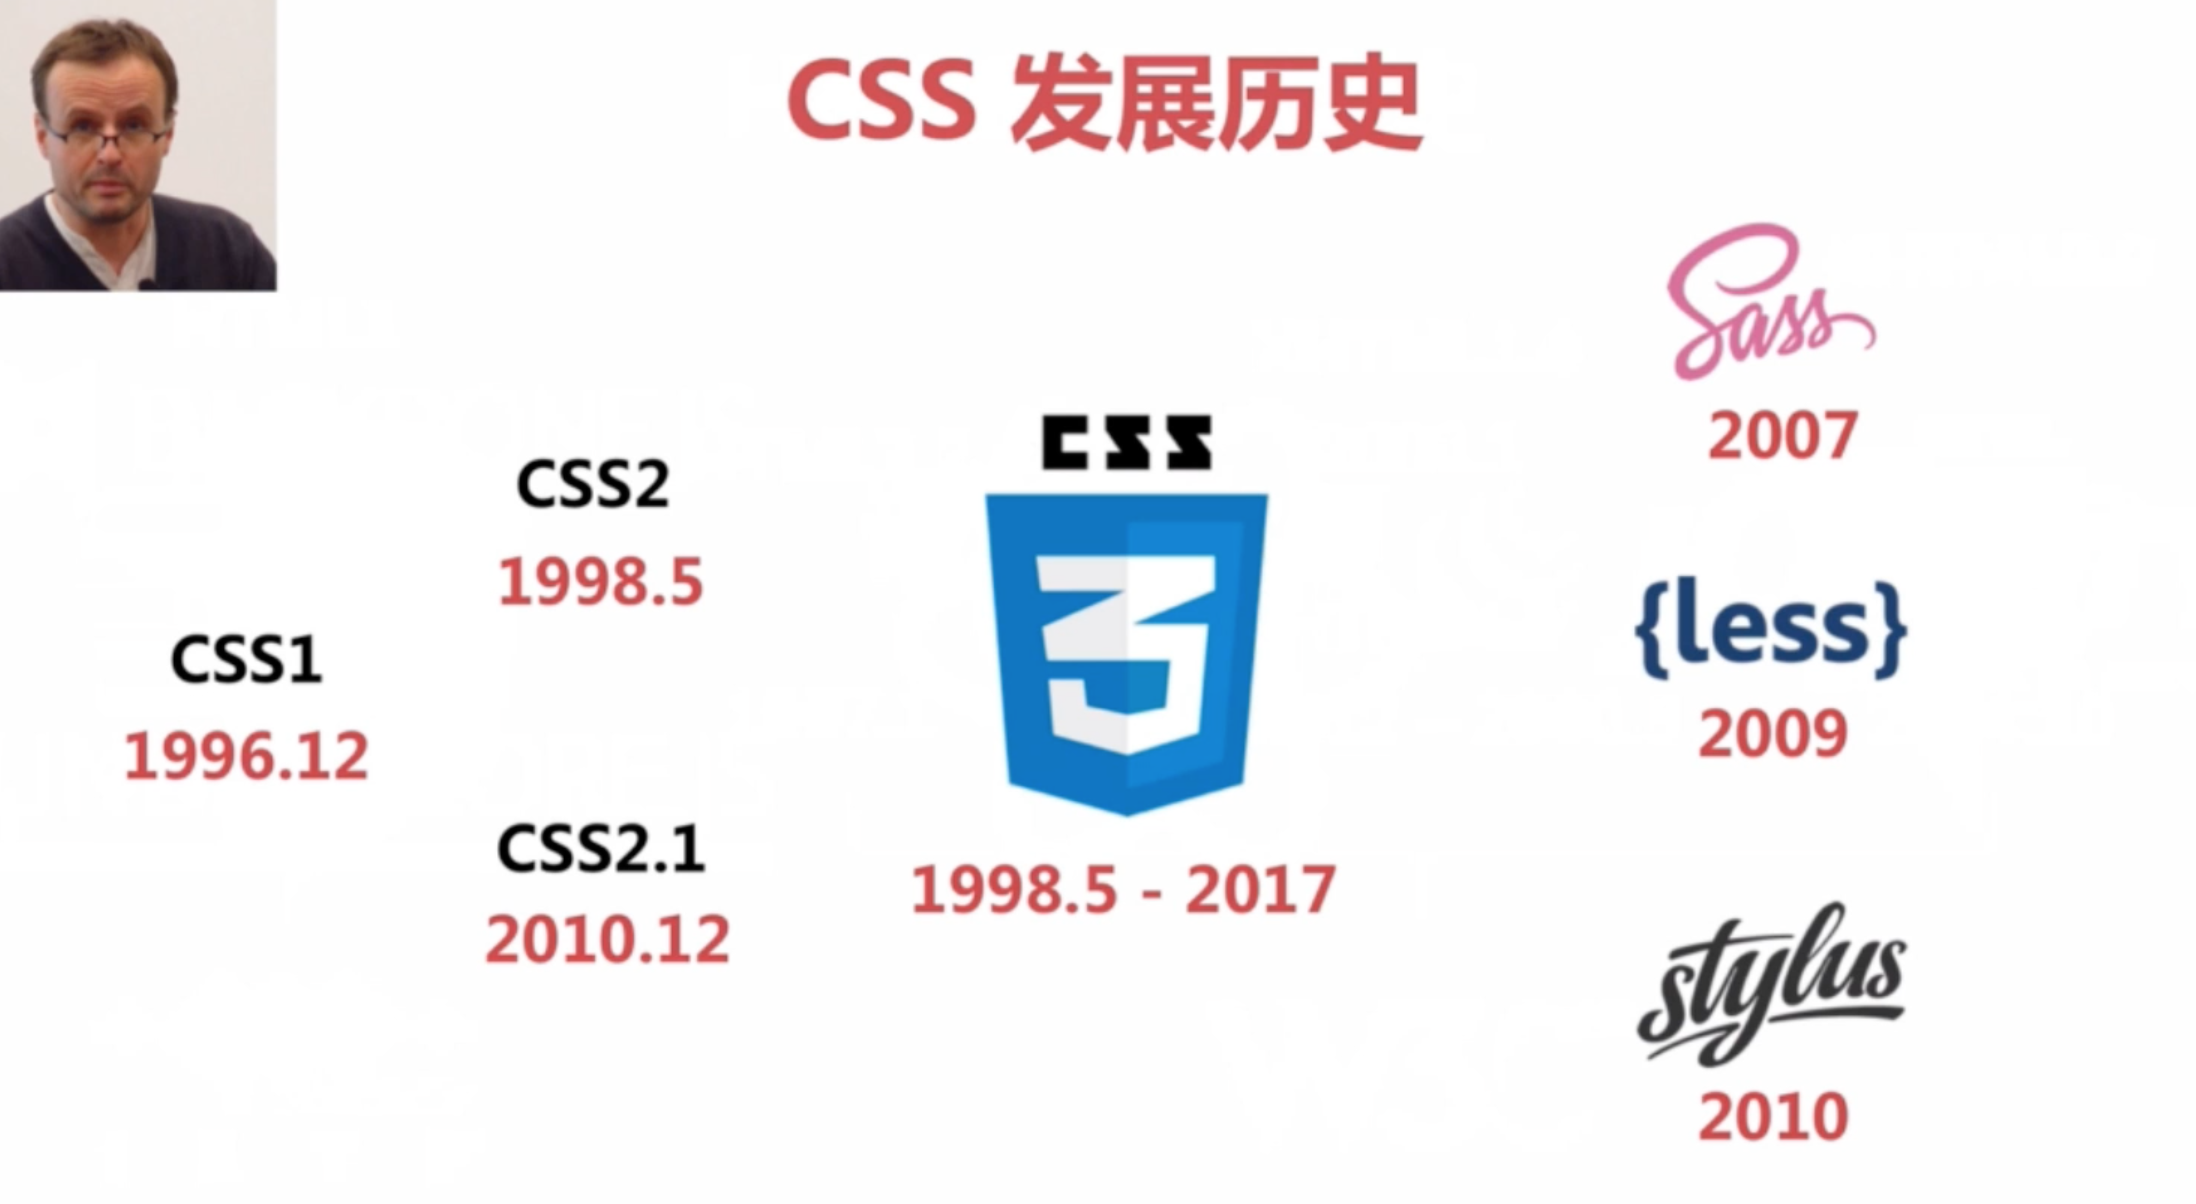 CSS 发展历史
CSS1
1996.12
CSS2
1998.5
CSS2.1
2010.12
CSS
3
1998.5 - 2017
Sass
2007
{less}
2009
stylus
2010